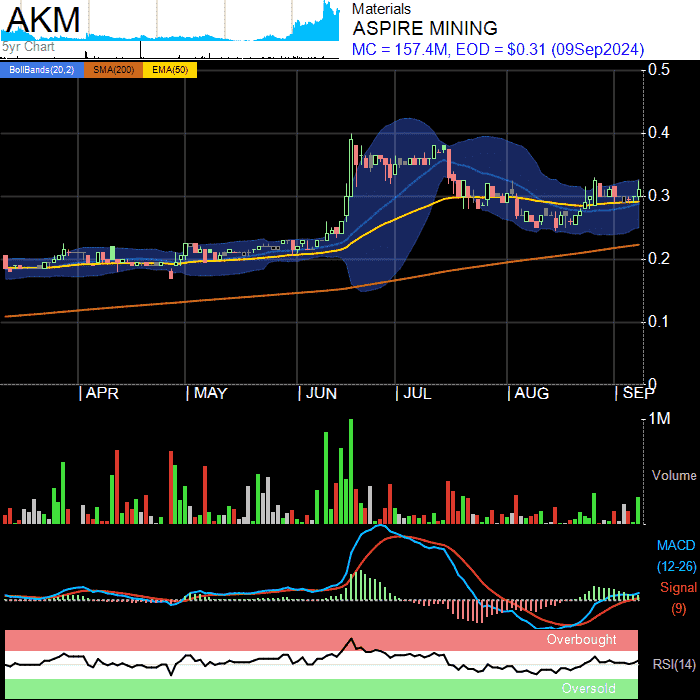 AKM
5yr Chart
Materials
ASPIRE MINING
MC = 157.4M, EOD = $0.31 (09Sep2024)
BollBands(20,2) SMA(200) EMA(50)
0.5
0.4
0.3
0.2
0.1
0
APR MAY JUN JUL AUG SEP
1M
Volume
MACD
(12-26)
Signal
(9)
Overbought
RSI(14)
Oversold